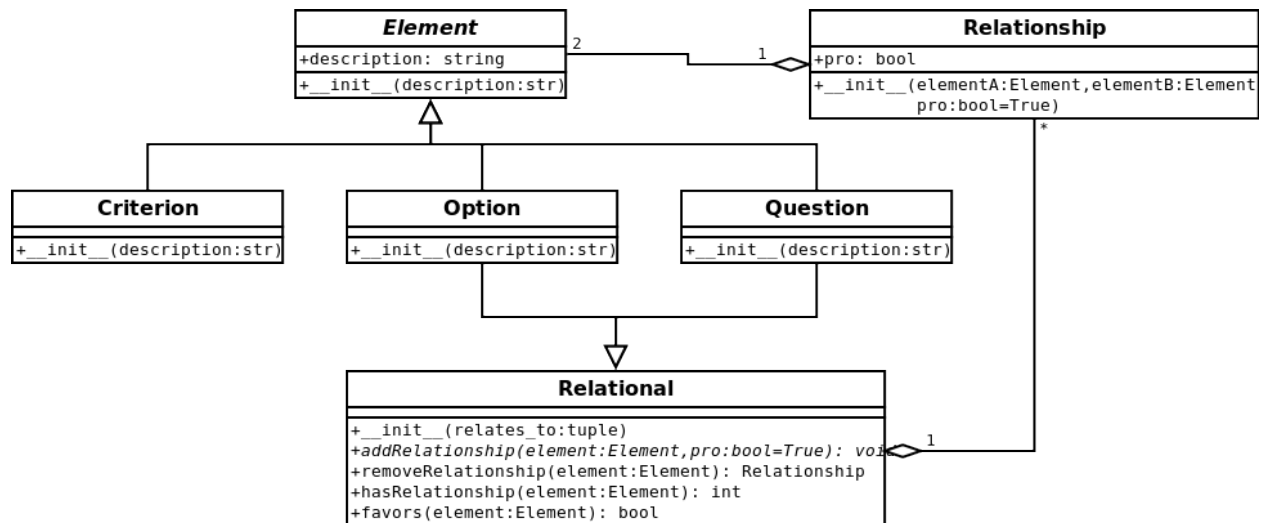 Element
+description: string
+__init__(description:str)
2
1
Relationship
+pro: bool
+__init__(elementA:Element,elementB:Element
pro:bool=True)
*
Criterion
+__init__(description:str)
Option
+__init__(description:str)
Question
+__init__(description:str)
Relational
+__init__(relates_to:tuple)
+addRelationship(element:Element,pro:bool=True): void
1
+removeRelationship(element:Element): Relationship
+hasRelationship(element:Element): int
+favors(element:Element): bool